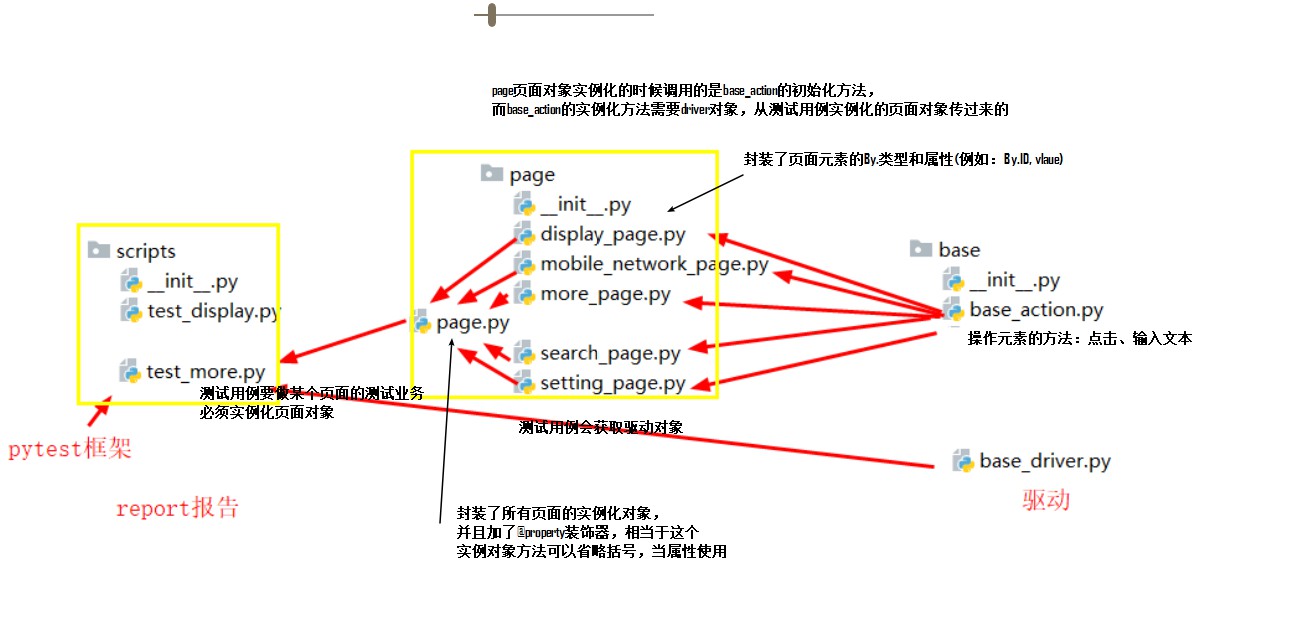 page页面对象实例化的时候调用的是base_action的初始化方法，
而base_action的实例化方法需要driver对象，从测试用例实例化的页面对象传过来的
封装了页面元素的By.类型和属性(例如：By.ID, vlaue)
page
__init__.py
display_page.py
mobile_network_page.py
more_page.py
page.py
search_page.py
setting_page.py
scripts
__init__.py
test_display.py
test_more.py
测试用例要做某个页面的测试业务
必须实例化页面对象
pytest框架
report报告
base
__init__.py
base_action.py
操作元素的方法：点击、输入文本
测试用例会获取驱动对象
base_driver.py
驱动
封装了所有页面的实例化对象，
并且加了@property装饰器，相当于这个
实例对象方法可以省略括号，当属性使用